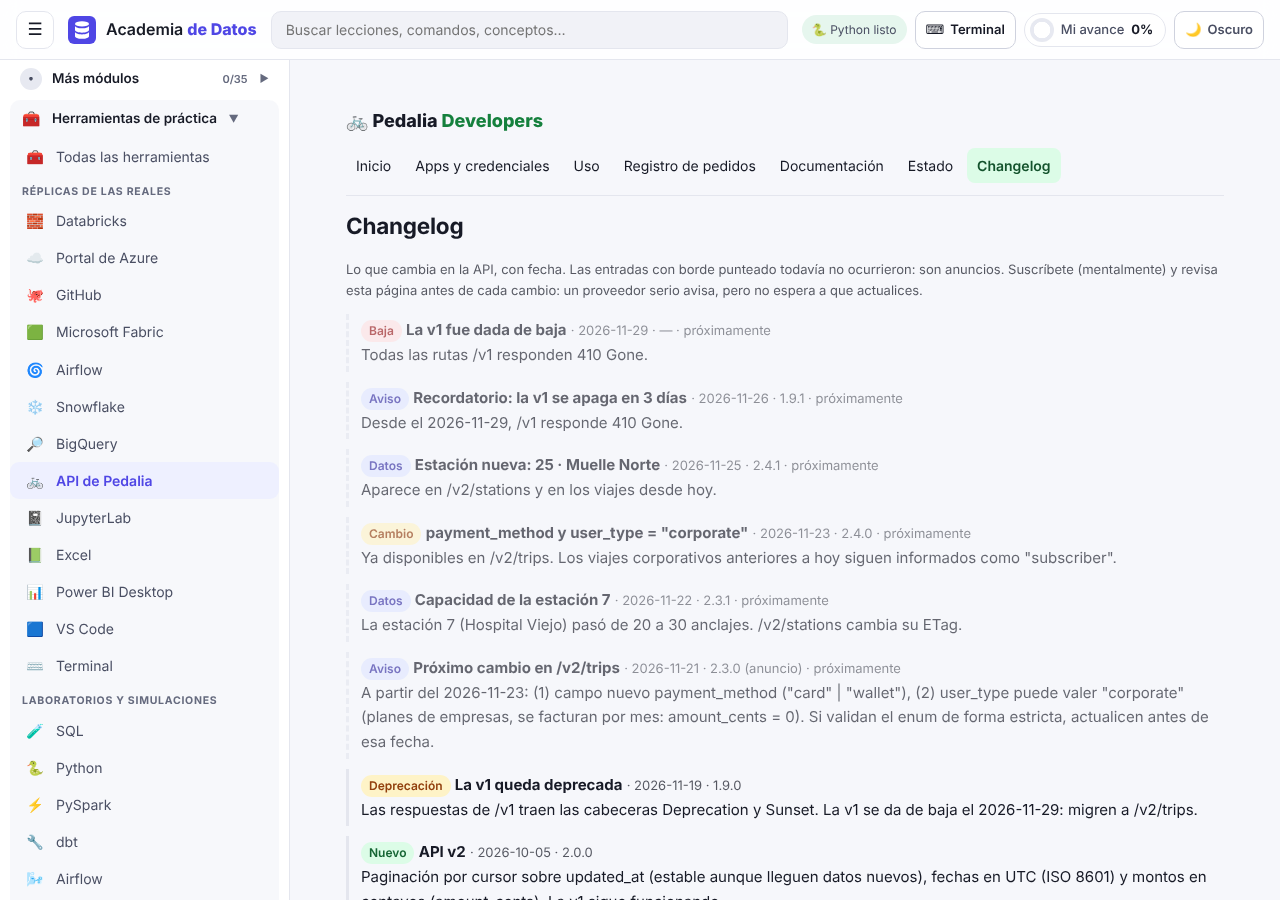 ☰
Academia de Datos
Buscar lecciones, comandos, conceptos…
Python listo
Terminal
Mi avance 0%
Oscuro
Más módulos 0/35
Herramientas de práctica
Todas las herramientas
RÉPLICAS DE LAS REALES
Databricks
Portal de Azure
GitHub
Microsoft Fabric
Airflow
Snowflake
BigQuery
API de Pedalia
JupyterLab
Excel
Power BI Desktop
VS Code
Terminal
LABORATORIOS Y SIMULACIONES
SQL
Python
PySpark
dbt
Airflow
Pedalia Developers
Inicio
Apps y credenciales
Uso
Registro de pedidos
Documentación
Estado
Changelog
Changelog
Lo que cambia en la API, con fecha. Las entradas con borde punteado todavía no ocurrieron: son anuncios. Suscríbete (mentalmente) y revisa
esta página antes de cada cambio: un proveedor serio avisa, pero no espera a que actualices.
Baja La v1 fue dada de baja · 2026-11-29 · — · próximamente
Todas las rutas /v1 responden 410 Gone.
Aviso Recordatorio: la v1 se apaga en 3 días · 2026-11-26 · 1.9.1 · próximamente
Desde el 2026-11-29, /v1 responde 410 Gone.
Datos Estación nueva: 25 · Muelle Norte · 2026-11-25 · 2.4.1 · próximamente
Aparece en /v2/stations y en los viajes desde hoy.
Cambio payment_method y user_type = "corporate" · 2026-11-23 · 2.4.0 · próximamente
Ya disponibles en /v2/trips. Los viajes corporativos anteriores a hoy siguen informados como "subscriber".
Datos Capacidad de la estación 7 · 2026-11-22 · 2.3.1 · próximamente
La estación 7 (Hospital Viejo) pasó de 20 a 30 anclajes. /v2/stations cambia su ETag.
Aviso Próximo cambio en /v2/trips · 2026-11-21 · 2.3.0 (anuncio) · próximamente
A partir del 2026-11-23: (1) campo nuevo payment_method ("card" | "wallet"), (2) user_type puede valer "corporate"
(planes de empresas, se facturan por mes: amount_cents = 0). Si validan el enum de forma estricta, actualicen antes de
esa fecha.
Deprecación La v1 queda deprecada · 2026-11-19 · 1.9.0
Las respuestas de /v1 traen las cabeceras Deprecation y Sunset. La v1 se da de baja el 2026-11-29: migren a /v2/trips.
Nuevo API v2 · 2026-10-05 · 2.0.0
Paginación por cursor sobre updated_at (estable aunque lleguen datos nuevos), fechas en UTC (ISO 8601) y montos en